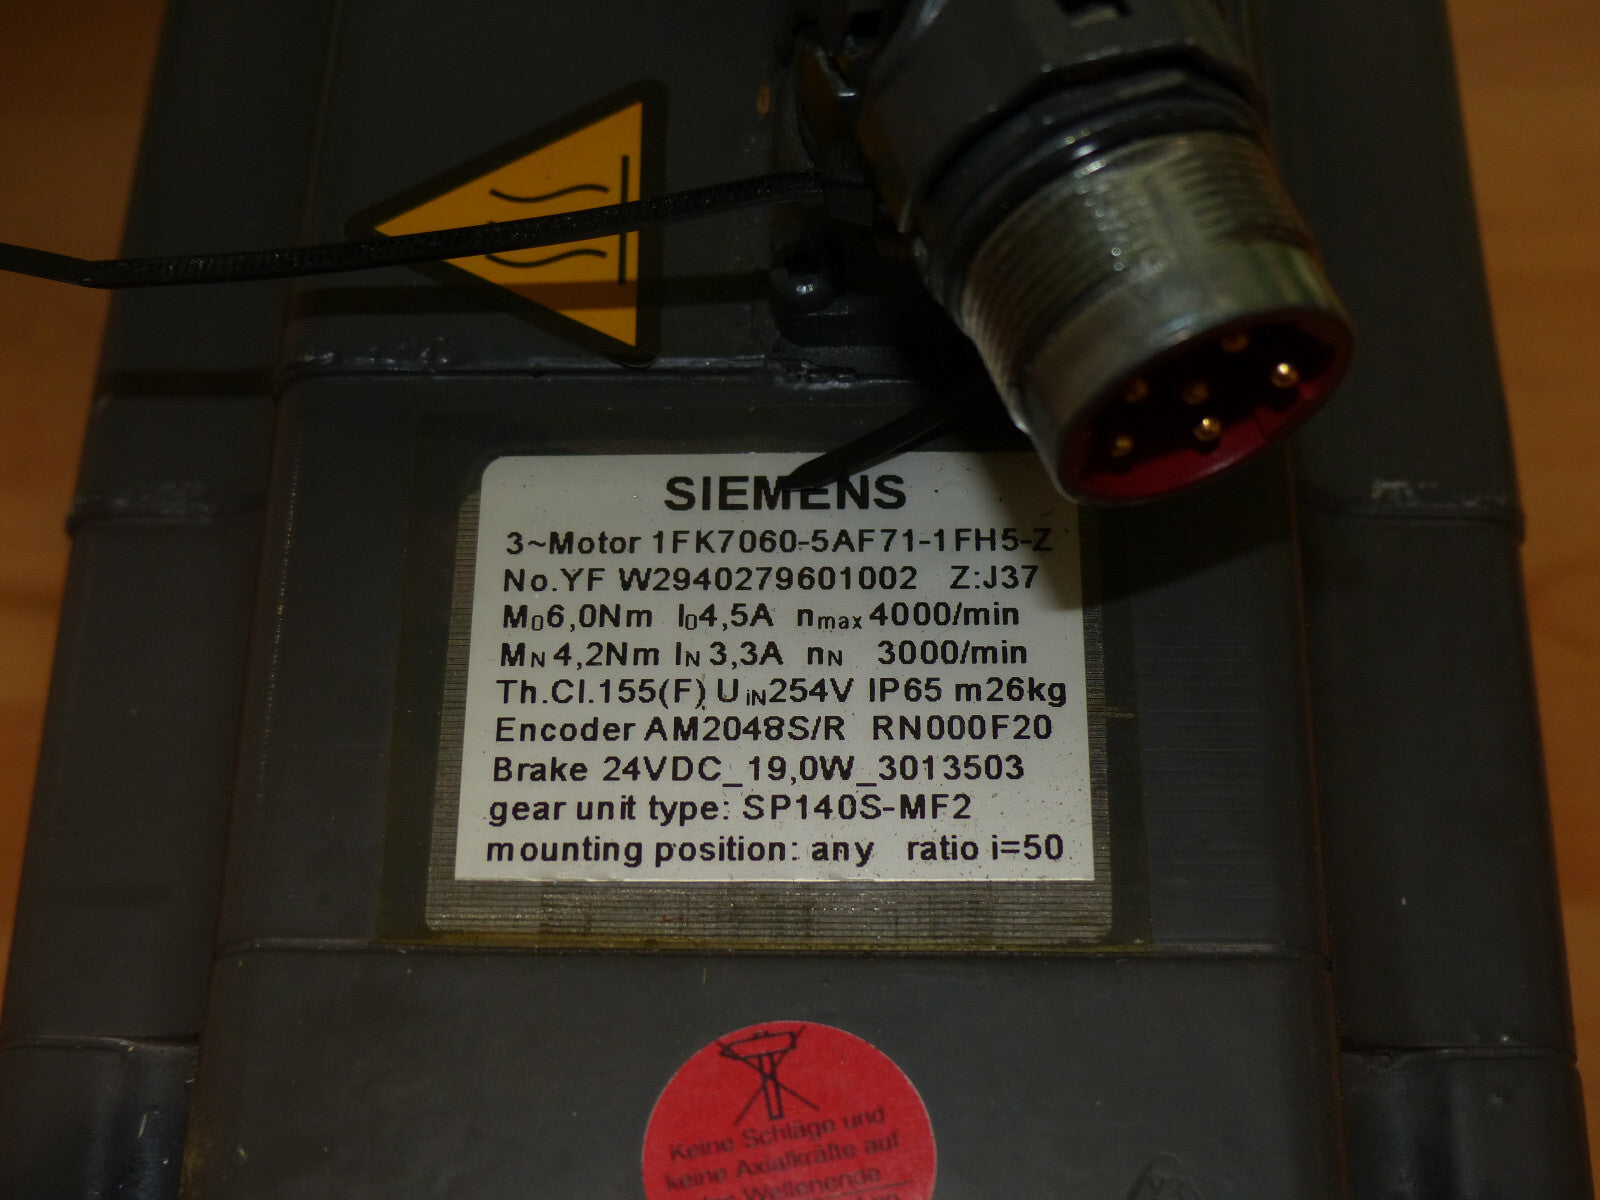 SIEMENS
3~Motor 1FK7060-5AF71-1FH5-Z
No.YF W2940279601002 Z:J37
M0 6,0Nm I0 4,5A nmax 4000/min
MN 4,2Nm IN 3,3A nN 3000/min
Th.Cl.155(F) UIN 254V IP65 m26kg
Encoder AM2048S/R RN000F20
Brake 24VDC_19,0W_3013503
gear unit type: SP140S-MF2
mounting position: any ratio i=50
Keine Schläge und
keine Axialkräfte auf
Wellenende